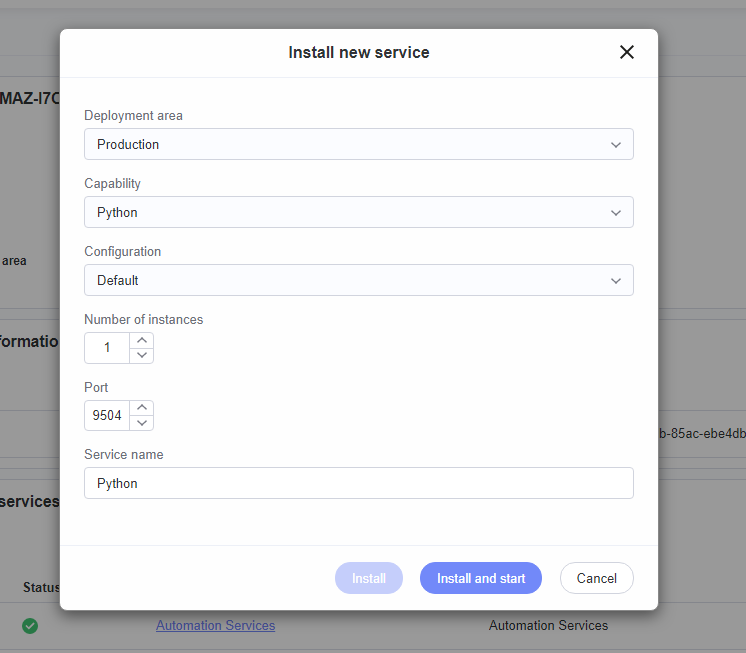 Install new service
MAZ-I7
Deployment area
Production
Capability
Python
area
Configuration
Default
Number of instances
formatio
1
Port
9504
b-85ac-ebe4db
Service name
Python
services
Install
Install and start
Cancel
Status
Automation Services
Automation Services